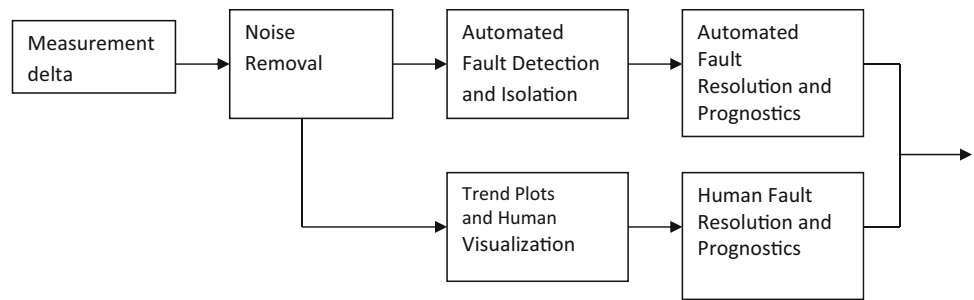 Measurement
delta
Noise
Removal
Automated
Fault Detection
and Isolation
Automated
Fault
Resolution and
Prognostics
Trend Plots
and Human
Visualization
Human Fault
Resolution and
Prognostics